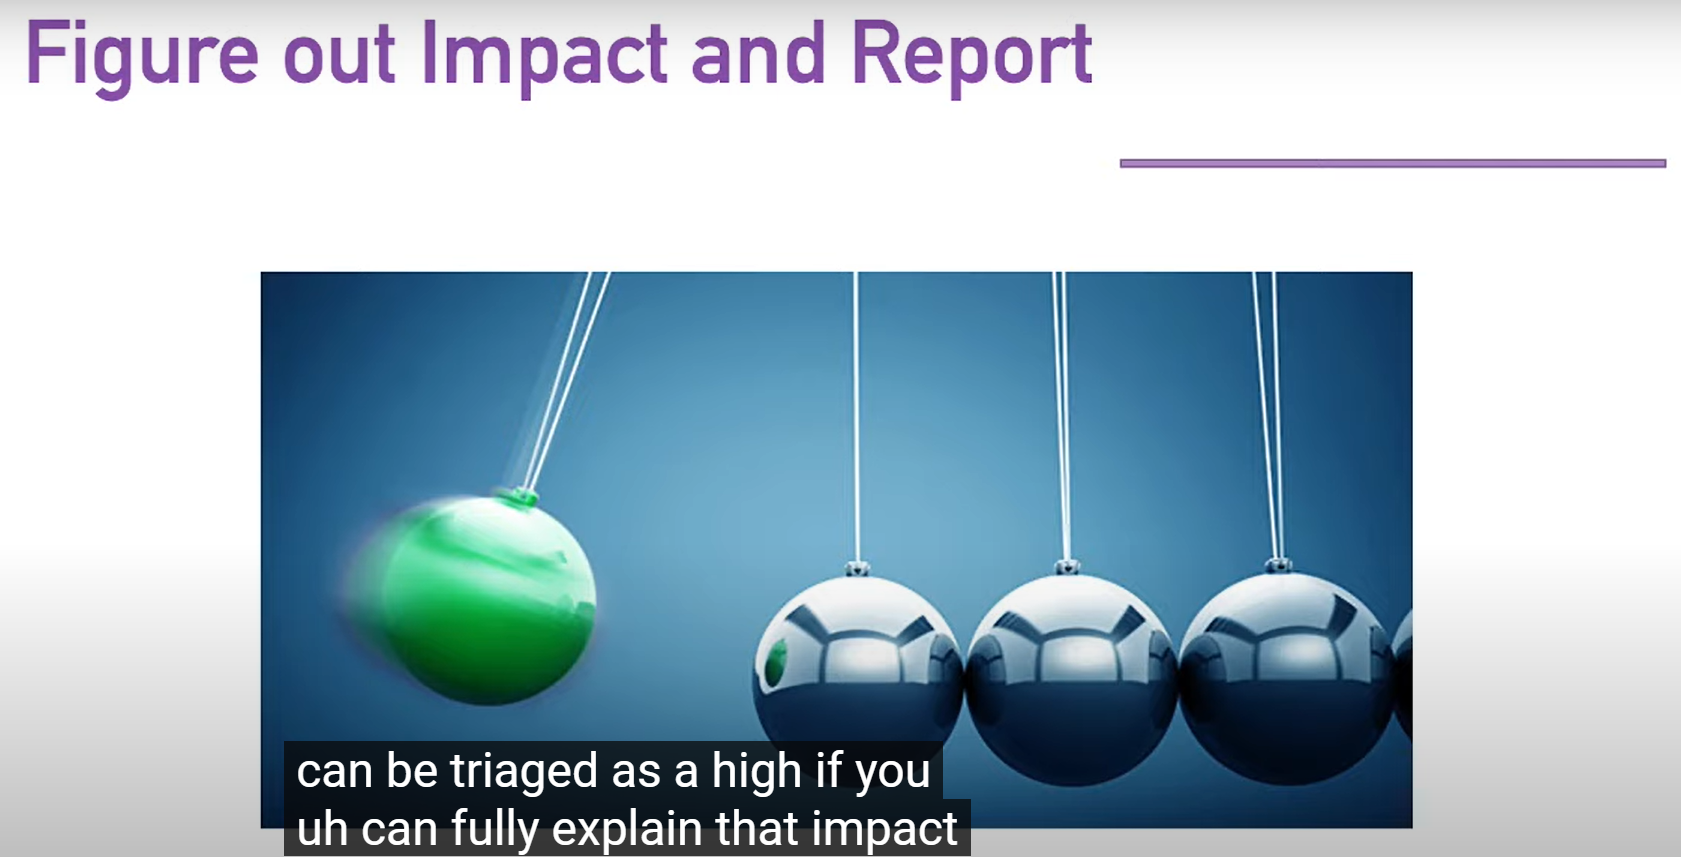 Figure out Impact and Report
can be triaged as a high if you
uh can fully explain that impact